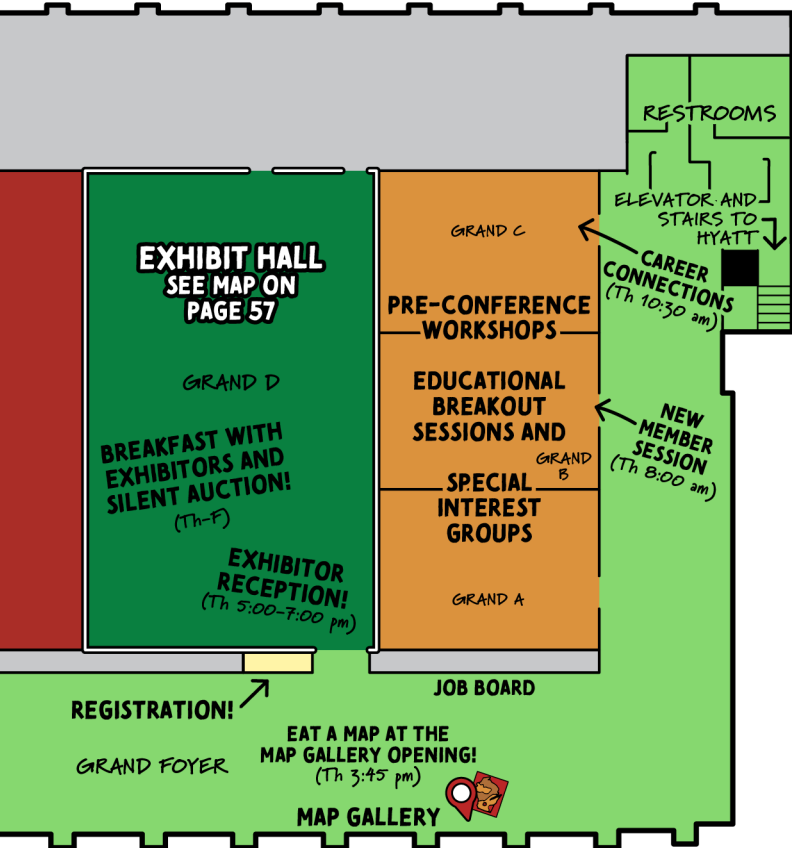 RESTROOMS
ELEVATOR AND
STAIRS TO
HYATT
GRAND C
CAREER
CONNECTIONS
(Th 10:30 am)
EXHIBIT HALL
SEE MAP ON
PAGE 57
PRE-CONFERENCE
WORKSHOPS
GRAND D
EDUCATIONAL
BREAKOUT
SESSIONS AND
NEW
MEMBER
SESSION
(Th 8:00 am)
BREAKFAST WITH
EXHIBITORS AND
SILENT AUCTION!
(Th-F)
GRAND
B
SPECIAL
INTEREST
GROUPS
EXHIBITOR
RECEPTION!
(Th 5:00-7:00 pm)
GRAND A
JOB BOARD
REGISTRATION!
EAT A MAP AT THE
MAP GALLERY OPENING!
(Th 3:45 pm)
GRAND FOYER
MAP GALLERY